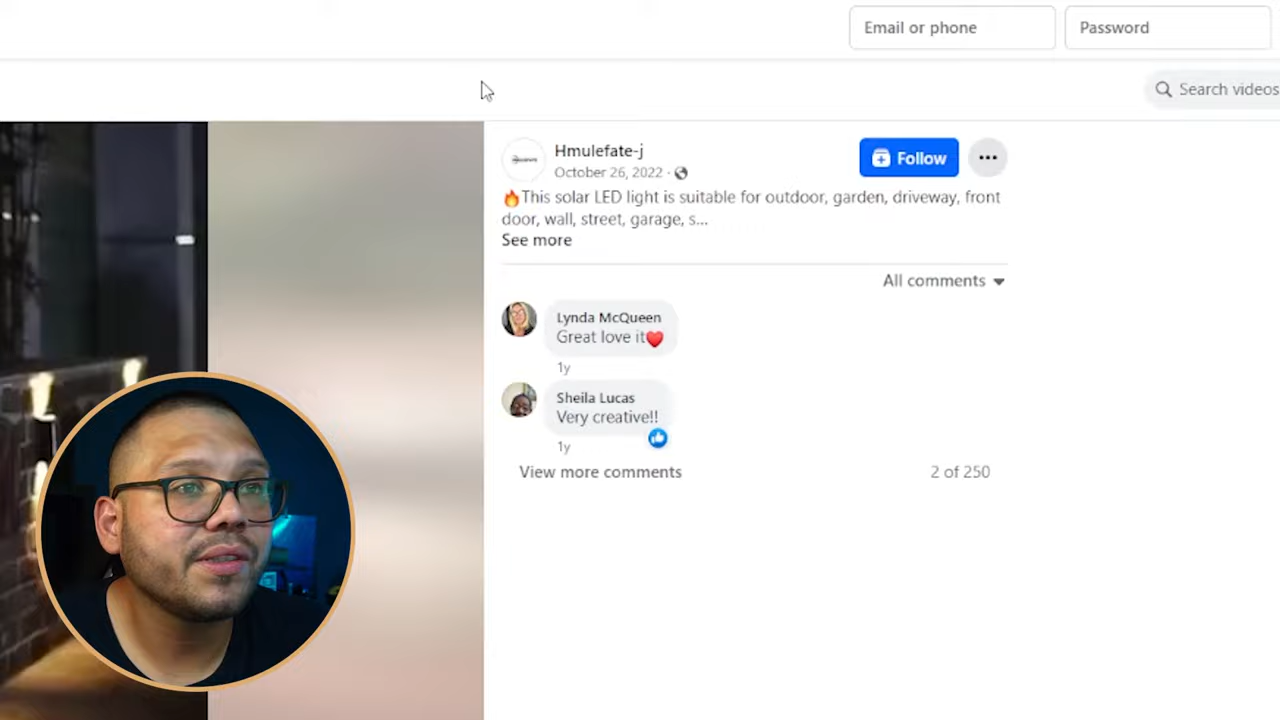 Email or phone
Password
Search videos
Hmulefate-j
October 26, 2022 ·
Follow
🔥This solar LED light is suitable for outdoor, garden, driveway, front
door, wall, street, garage, s...
See more
All comments
Lynda McQueen
Great love it❤️
1y
Sheila Lucas
Very creative!!
1y
View more comments
2 of 250